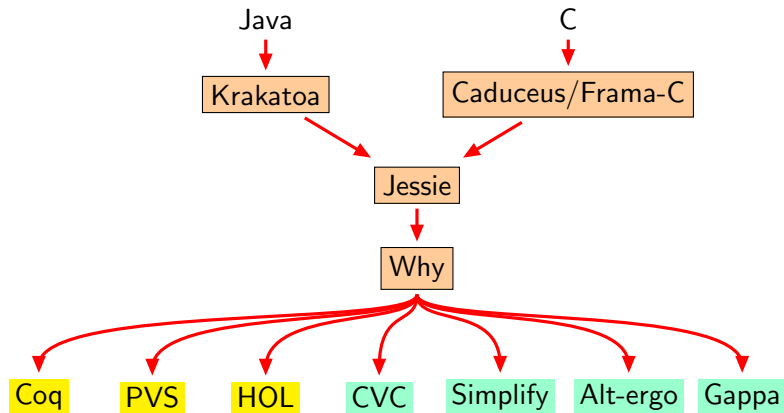 Java C
Krakatoa Caduceus/Frama-C
Jessie
Why
Coq PVS HOL CVC Simplify Alt-ergo Gappa